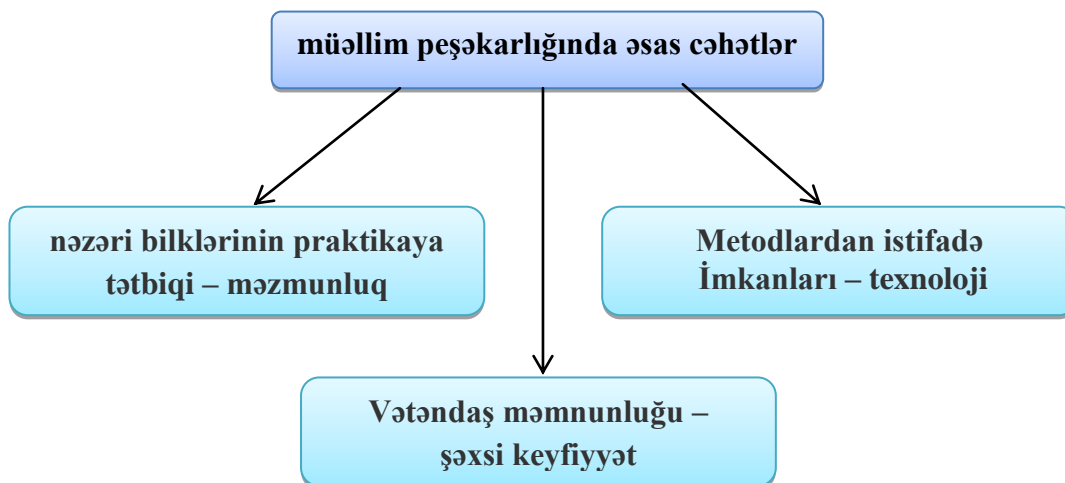 müəllim peşəkarlığında əsas cəhətlər
nəzəri bilklərinin praktikaya
tətbiqi – məzmunluq
Metodlardan istifadə
İmkanları – texnoloji
Vətəndaş məmnunluğu –
şəxsi keyfiyyət